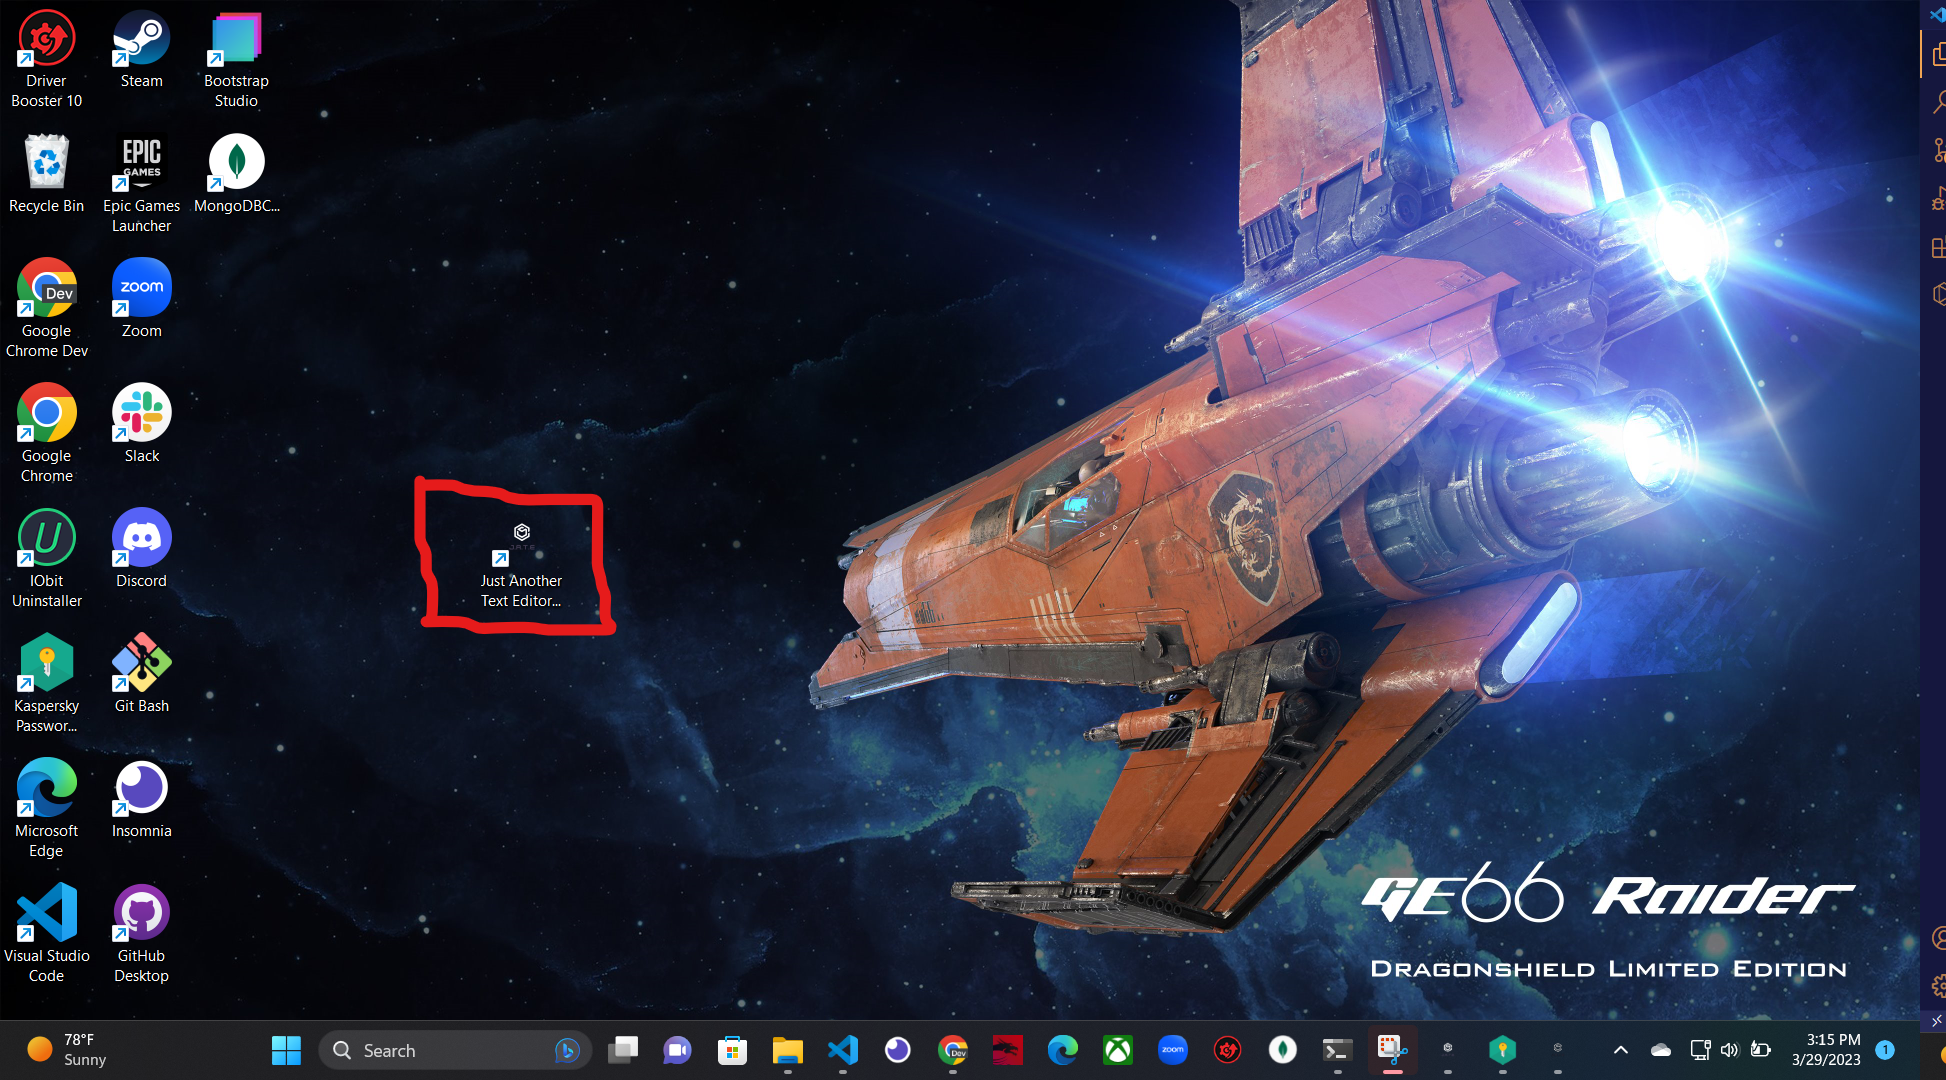 Driver
Booster 10
Steam
Bootstrap
Studio
Recycle Bin
EPIC
GAMES
Epic Games
Launcher
MongoDBC...
Dev
Google
Chrome Dev
zoom
Zoom
Google
Chrome
Slack
U
IObit
Uninstaller
Discord
J.A.T.E
Just Another
Text Editor...
Kaspersky
Passwor...
Git Bash
Microsoft
Edge
Insomnia
Visual Studio
Code
GitHub
Desktop
GE66 Raider
DRAGONSHIELD LIMITED EDITION
78°F
Sunny
Search
Dev
zoom
3:15 PM
3/29/2023
1